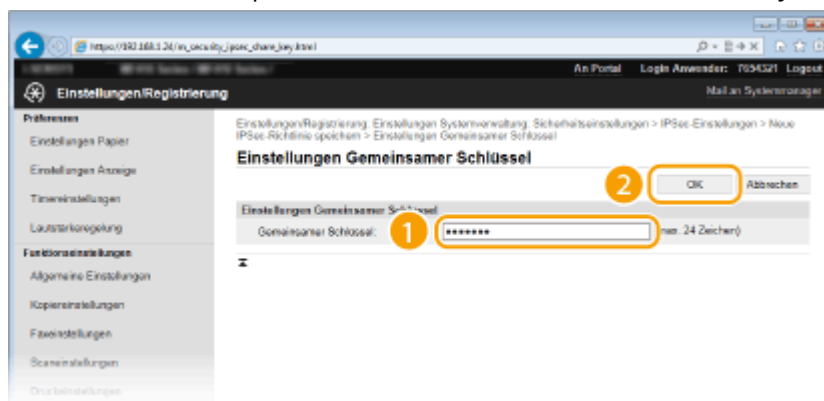 https://192.168.1.24/m_security_ipsec_share_key.html
An Portal Login Anwender: 7654321 Logout
Einstellungen/Registrierung
Mail an Systemmanager
Präferenzen
Einstellungen/Registrierung: Einstellungen Systemverwaltung: Sicherheitseinstellungen > IPSec-Einstellungen > Neue
IPSec-Richtlinie speichern > Einstellungen Gemeinsamer Schlüssel
Einstellungen Papier
Einstellungen Gemeinsamer Schlüssel
Einstellungen Anzeige
2
OK Abbrechen
Timereinstellungen
Einstellungen Gemeinsamer Schlüssel
Lautstärkeregelung
Gemeinsamer Schlüssel: 1 ••••••• max. 24 Zeichen)
Funktionseinstellungen
Allgemeine Einstellungen
Kopiereinstellungen
Faxeinstellungen
Scaneinstellungen
Druckeinstellungen